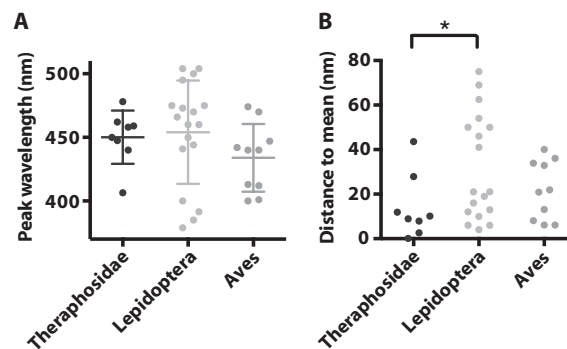 A
Peak wavelength (nm)
500
450
400
Theraphosidae
Lepidoptera
Aves
B
*
Distance to mean (nm)
80
60
40
20
0
Theraphosidae
Lepidoptera
Aves